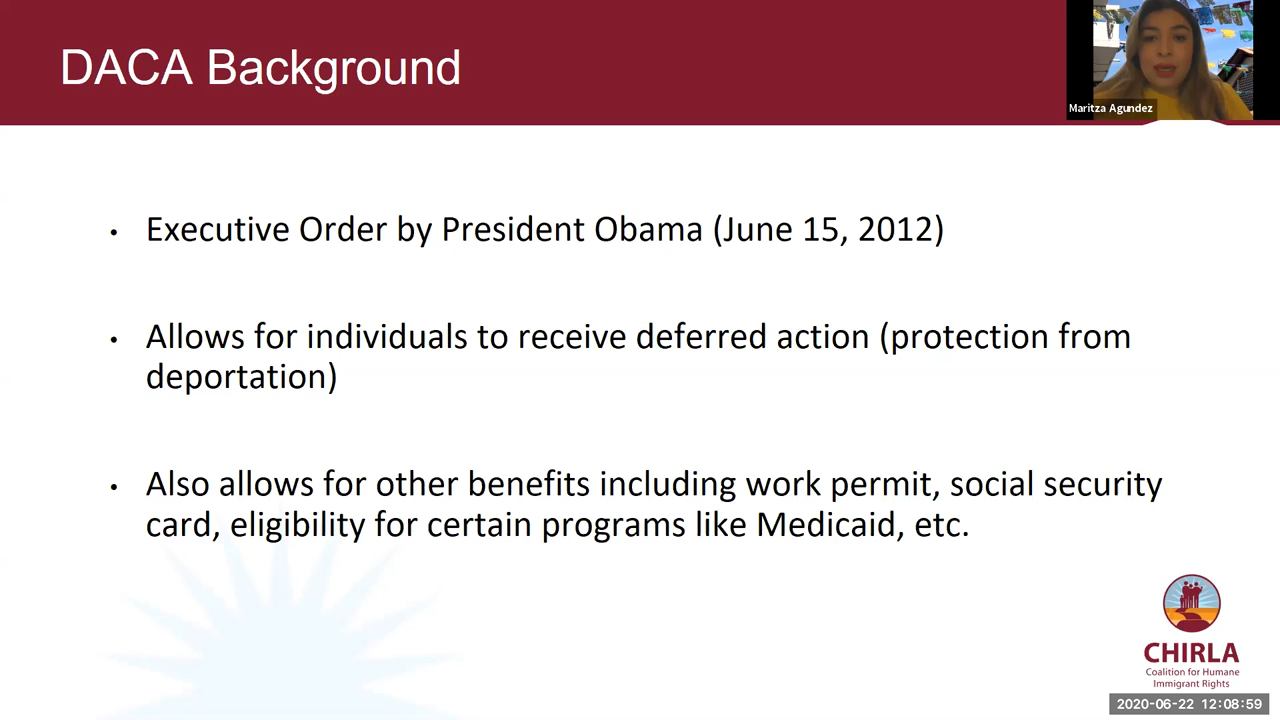 DACA Background
Maritza Agundez
• Executive Order by President Obama (June 15, 2012)
• Allows for individuals to receive deferred action (protection from
deportation)
• Also allows for other benefits including work permit, social security
card, eligibility for certain programs like Medicaid, etc.
CHIRLA
Coalition for Humane
Immigrant Rights
2020-06-22 12:08:59